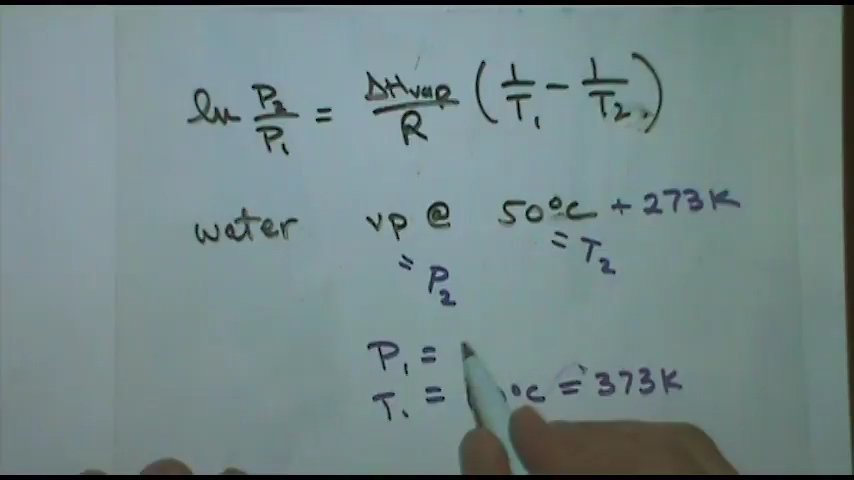 ln P₂/P₁ = ΔHvap/R (1/T₁ − 1/T₂)
water vp @ 50°C + 273K
= P₂ = T₂
P₁ =
T₁ = °C = 373K